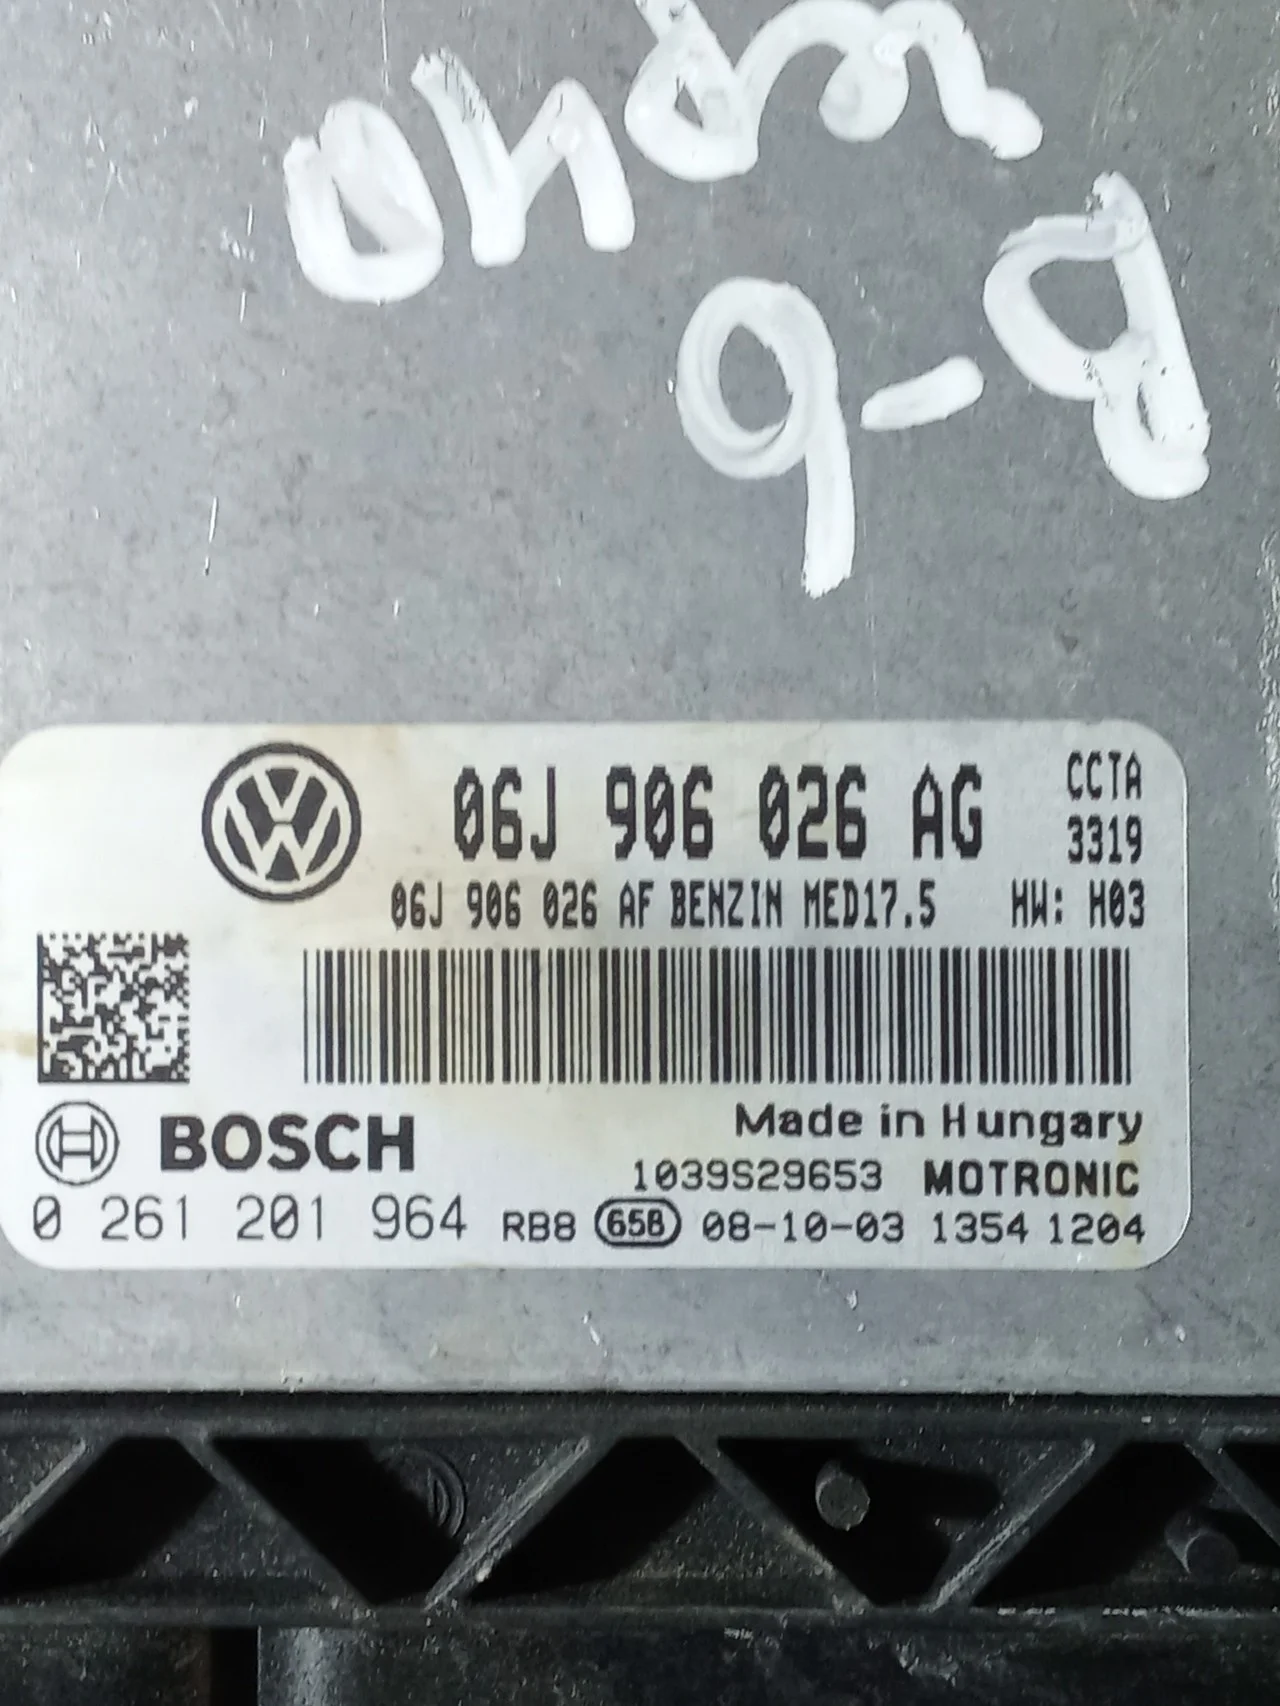 06J 906 026 AG
CCTA
3319
06J 906 026 AF BENZIN MED17.5 HW: H03
BOSCH
Made in Hungary
1039S29653 MOTRONIC
0 261 201 964 RB8 65B 08-10-03 1354 1204